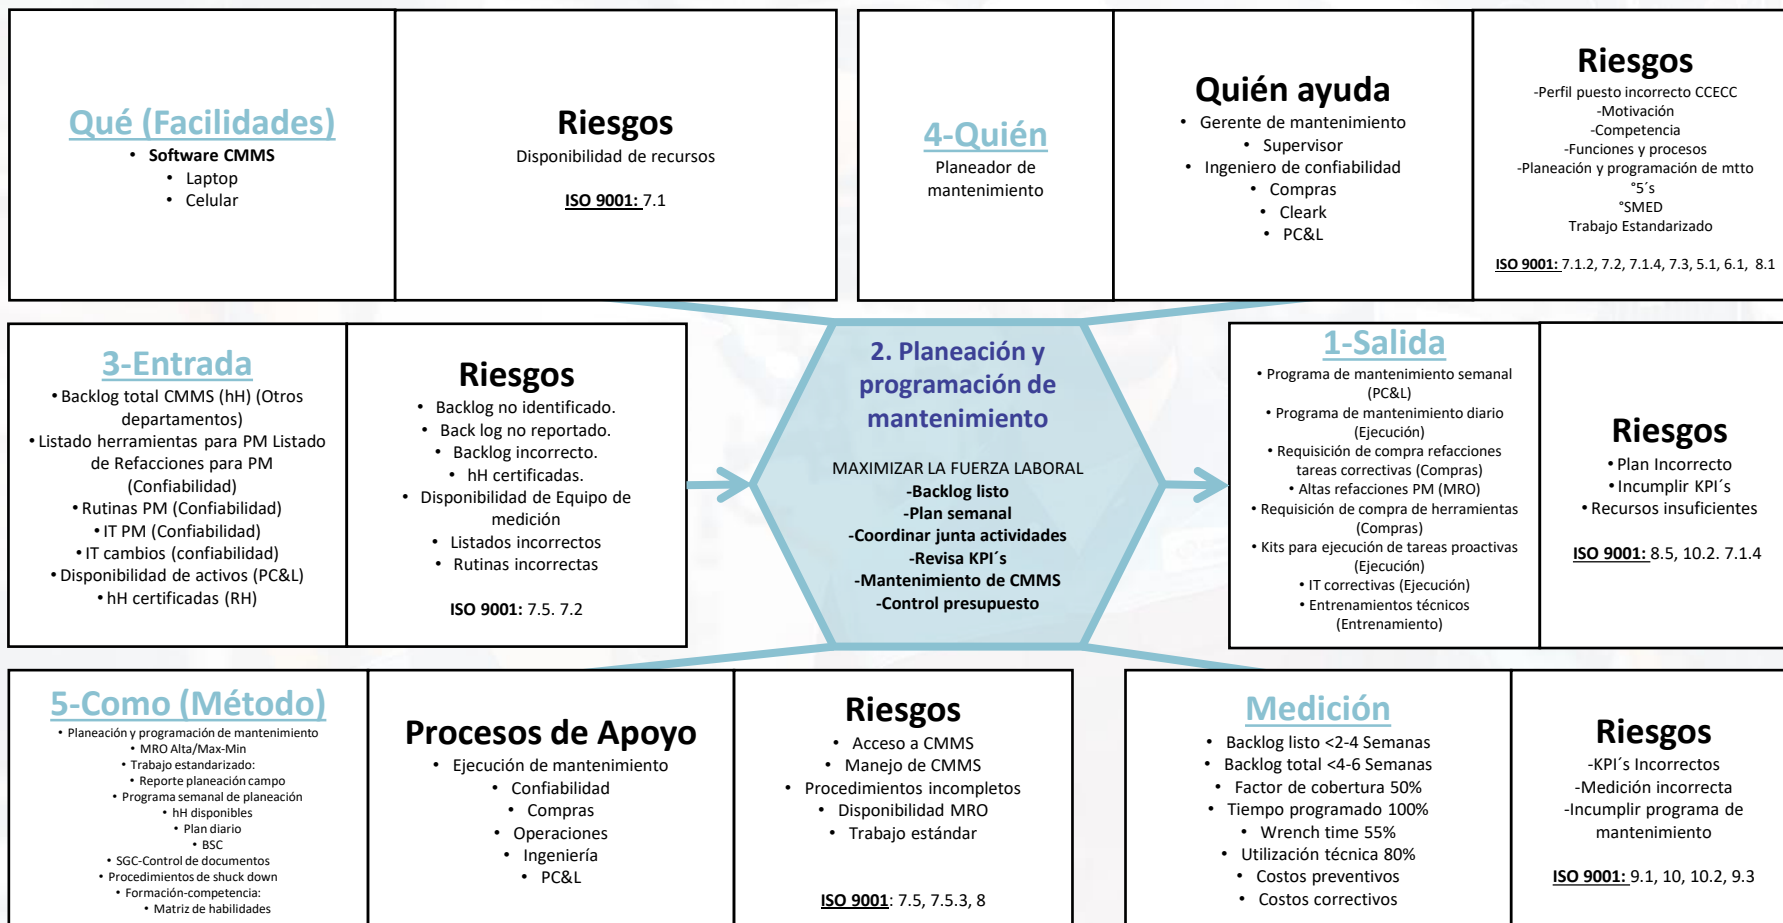 Qué (Facilidades)
• Software CMMS
• Laptop
• Celular
Riesgos
Disponibilidad de recursos
ISO 9001: 7.1
4-Quién
Planeador de
mantenimiento
Quién ayuda
• Gerente de mantenimiento
• Supervisor
• Ingeniero de confiabilidad
• Compras
• Cleark
• PC&L
Riesgos
-Perfil puesto incorrecto CCECC
-Motivación
-Competencia
-Funciones y procesos
-Planeación y programación de mtto
°5´s
°SMED
Trabajo Estandarizado
ISO 9001: 7.1.2, 7.2, 7.1.4, 7.3, 5.1, 6.1, 8.1
3-Entrada
• Backlog total CMMS (hH) (Otros
departamentos)
• Listado herramientas para PM Listado
de Refacciones para PM
(Confiabilidad)
• Rutinas PM (Confiabilidad)
• IT PM (Confiabilidad)
• IT cambios (confiabilidad)
• Disponibilidad de activos (PC&L)
• hH certificadas (RH)
Riesgos
• Backlog no identificado.
• Back log no reportado.
• Backlog incorrecto.
• hH certificadas.
• Disponibilidad de Equipo de
medición
• Listados incorrectos
• Rutinas incorrectas
ISO 9001: 7.5. 7.2
2. Planeación y
programación de
mantenimiento
MAXIMIZAR LA FUERZA LABORAL
-Backlog listo
-Plan semanal
-Coordinar junta actividades
-Revisa KPI´s
-Mantenimiento de CMMS
-Control presupuesto
1-Salida
• Programa de mantenimiento semanal
(PC&L)
• Programa de mantenimiento diario
(Ejecución)
• Requisición de compra refacciones
tareas correctivas (Compras)
• Altas refacciones PM (MRO)
• Requisición de compra de herramientas
(Compras)
• Kits para ejecución de tareas proactivas
(Ejecución)
• IT correctivas (Ejecución)
• Entrenamientos técnicos
(Entrenamiento)
Riesgos
• Plan Incorrecto
• Incumplir KPI´s
• Recursos insuficientes
ISO 9001: 8.5, 10.2. 7.1.4
5-Como (Método)
• Planeación y programación de mantenimiento
• MRO Alta/Max-Min
• Trabajo estandarizado:
• Reporte planeación campo
• Programa semanal de planeación
• hH disponibles
• Plan diario
• BSC
• SGC-Control de documentos
• Procedimientos de shuck down
• Formación-competencia:
• Matriz de habilidades
Procesos de Apoyo
• Ejecución de mantenimiento
• Confiabilidad
• Compras
• Operaciones
• Ingeniería
• PC&L
Riesgos
• Acceso a CMMS
• Manejo de CMMS
• Procedimientos incompletos
• Disponibilidad MRO
• Trabajo estándar
ISO 9001: 7.5, 7.5.3, 8
Medición
• Backlog listo <2-4 Semanas
• Backlog total <4-6 Semanas
• Factor de cobertura 50%
• Tiempo programado 100%
• Wrench time 55%
• Utilización técnica 80%
• Costos preventivos
• Costos correctivos
Riesgos
-KPI´s Incorrectos
-Medición incorrecta
-Incumplir programa de
mantenimiento
ISO 9001: 9.1, 10, 10.2, 9.3